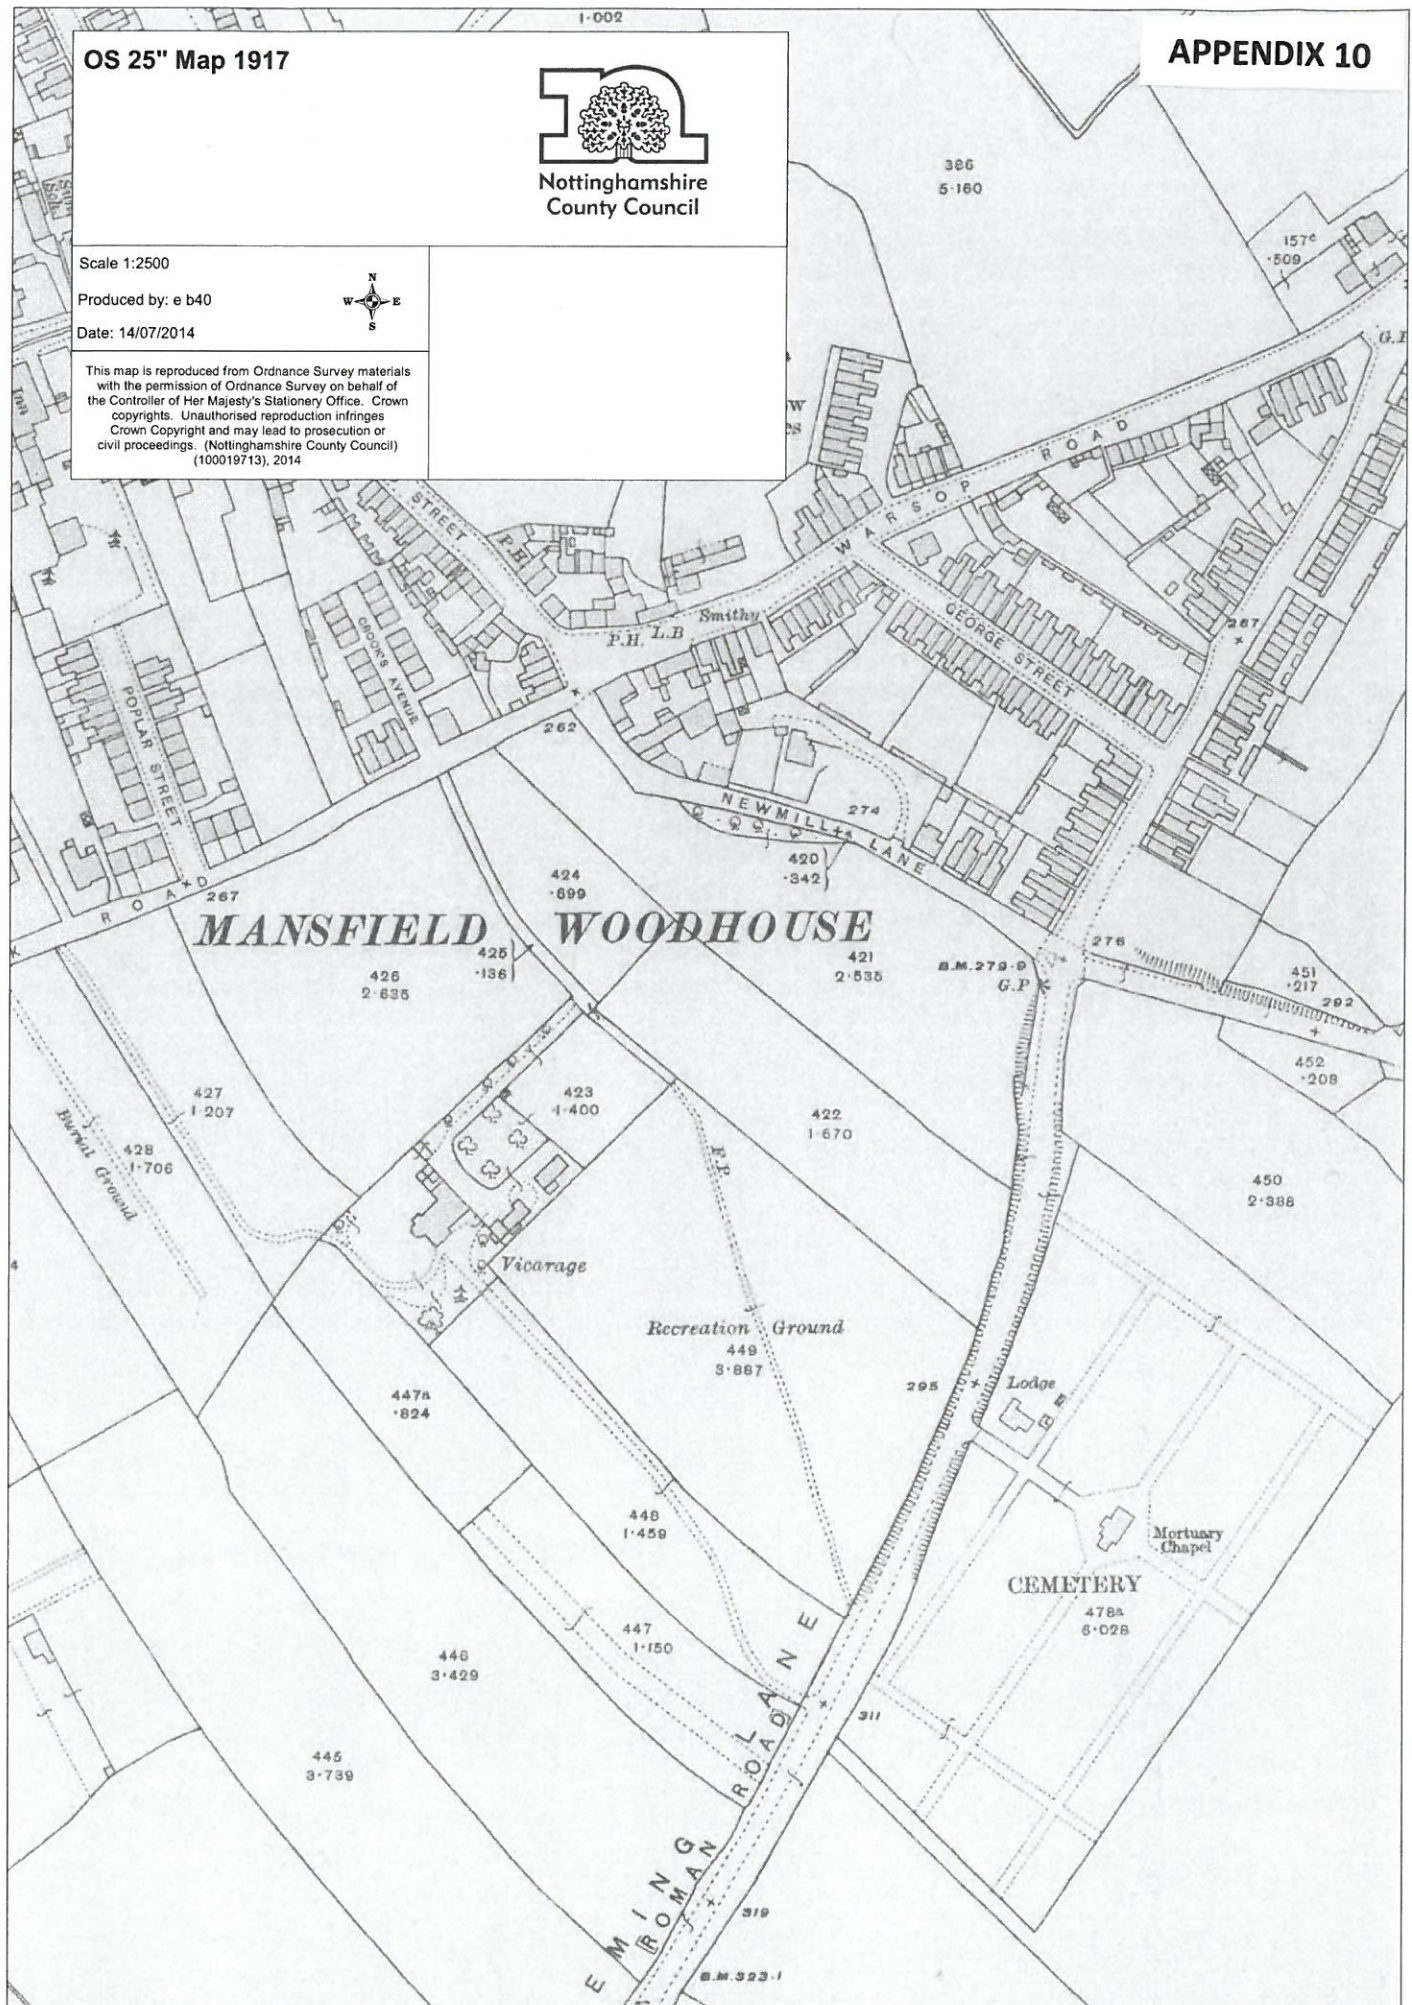 1·002
OS 25" Map 1917
APPENDIX 10
Nottinghamshire
County Council
Scale 1:2500
Produced by: e b40
Date: 14/07/2014
N
W E
S
This map is reproduced from Ordnance Survey materials
with the permission of Ordnance Survey on behalf of
the Controller of Her Majesty's Stationery Office. Crown
copyrights. Unauthorised reproduction infringes
Crown Copyright and may lead to prosecution or
civil proceedings. (Nottinghamshire County Council)
(100019713), 2014
386
5·160
157c
·509
Inn
WARSOP ROAD
STREET
P.H.
Smithy
P.H. L.B
GEORGE STREET
267
CROOK'S AVENUE
POPLAR STREET
262
NEWMILL LANE
274
420
·342
424
·699
ROAD
267
MANSFIELD WOODHOUSE
425
·136
426
2·635
421
2·535
B.M.279·9
G.P
276
451
·217
292
452
·208
427
1·207
428
1·706
Burial Ground
423
1·400
422
1·670
F.P.
450
2·388
Vicarage
Recreation Ground
449
3·887
295
Lodge
447a
·824
448
1·459
Mortuary
Chapel
CEMETERY
478a
6·028
447
1·150
446
3·429
311
445
3·739
EMING LANE
ROMAN ROAD
319
B.M.323·1